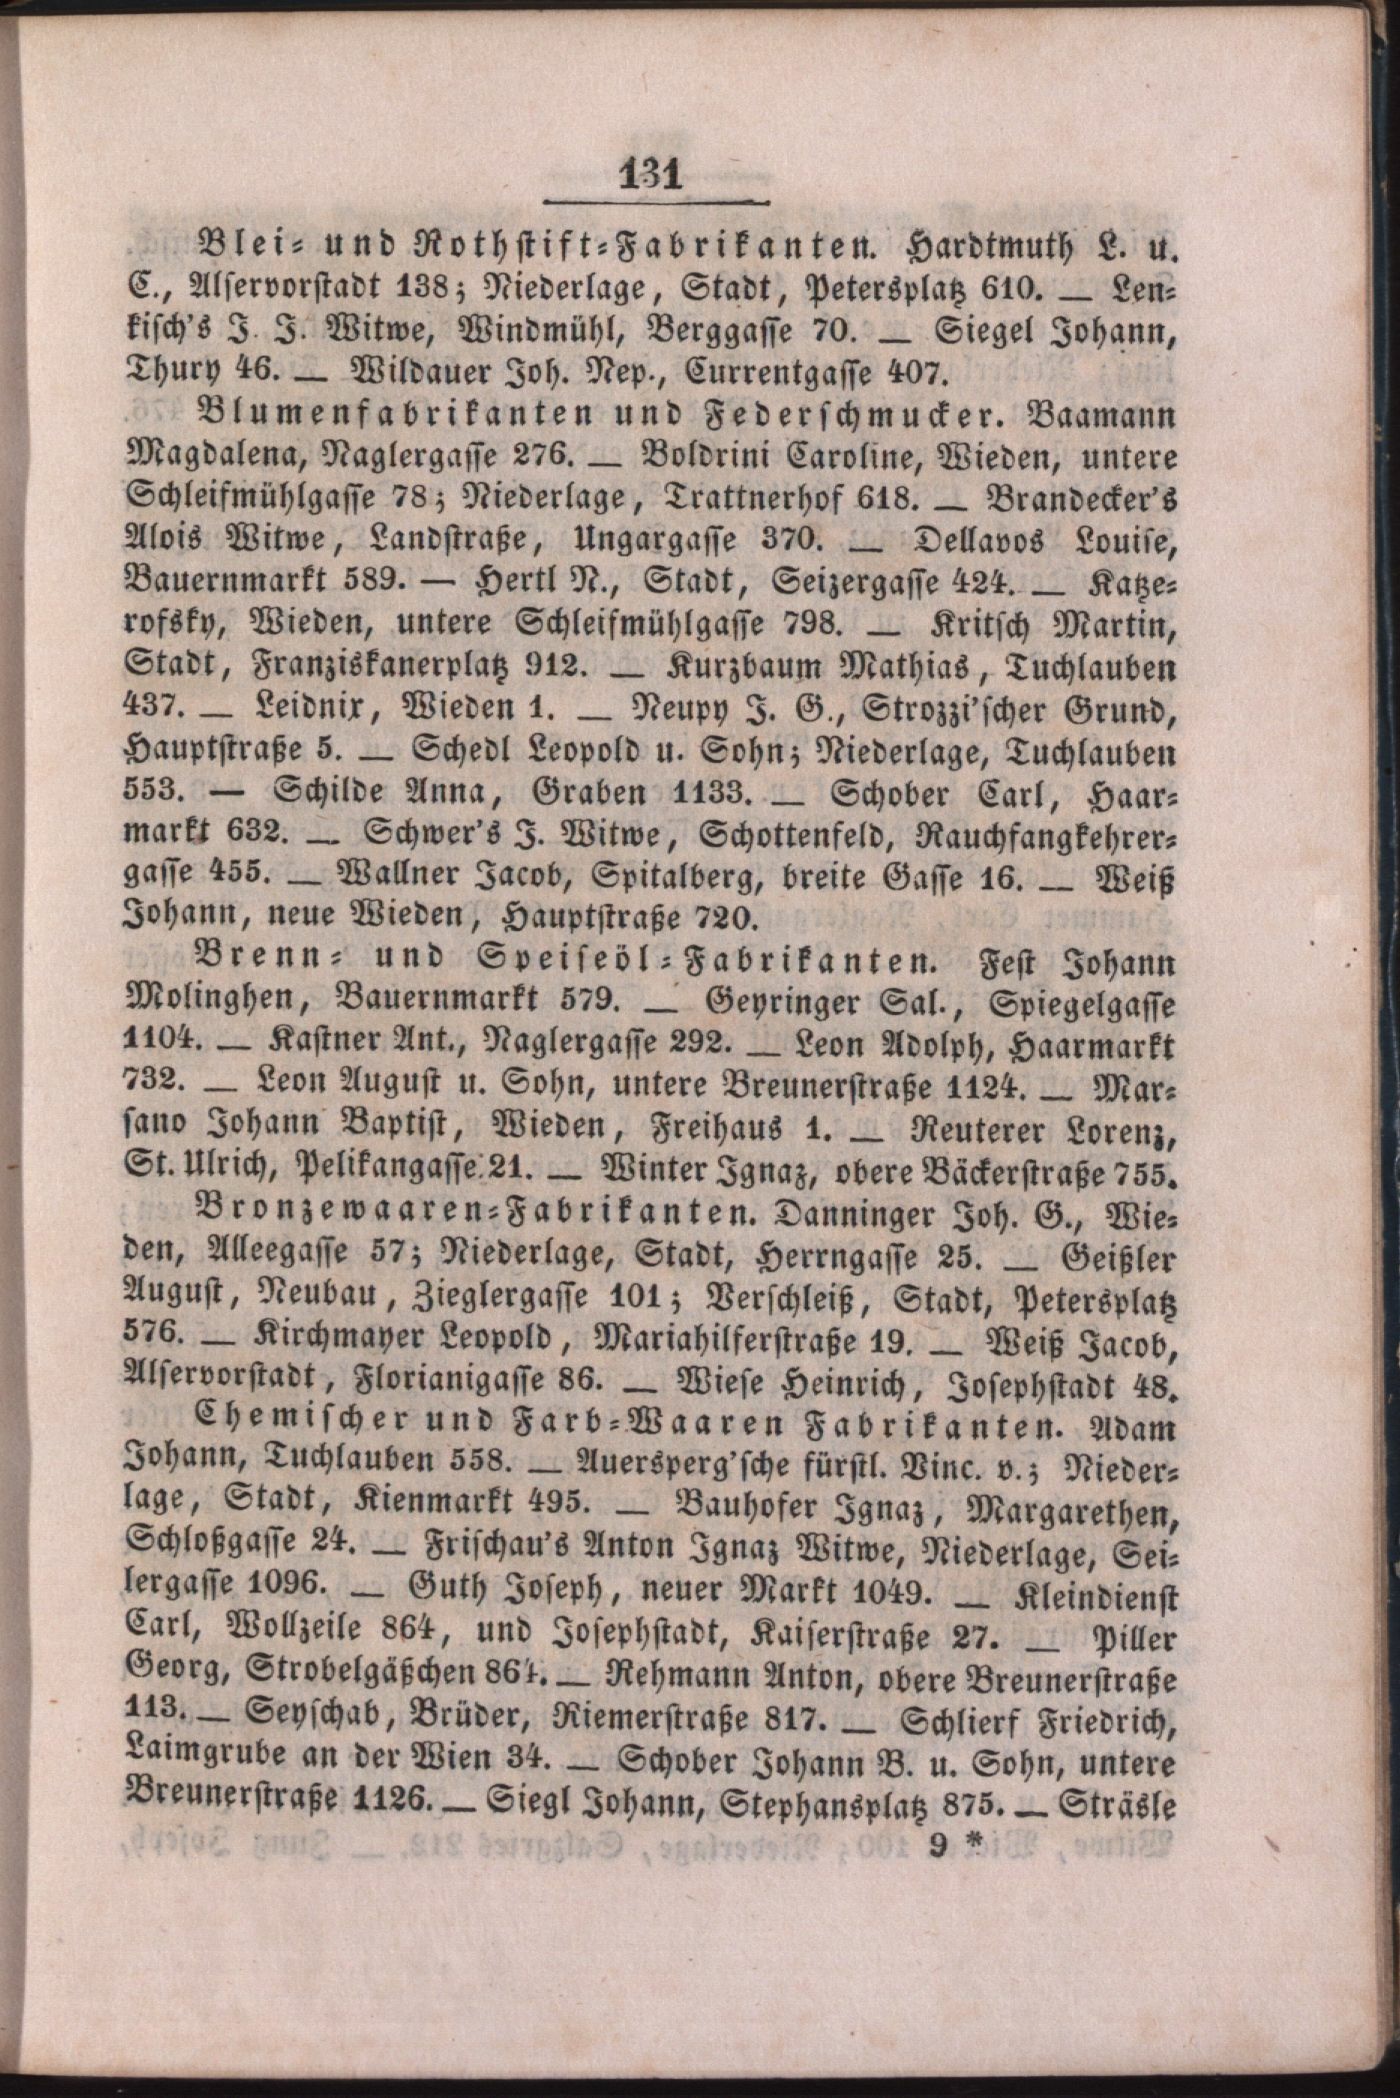 131
Blei- und Rothstift-Fabrikanten. Hardtmuth L. u.
C., Alservorstadt 138; Niederlage, Stadt, Petersplatz 610. — Len-
kisch's J. J. Witwe, Windmühl, Berggasse 70. — Siegel Johann,
Thury 46. — Wildauer Joh. Nep., Currentgasse 407.
Blumenfabrikanten und Federschmucker. Baamann
Magdalena, Naglergasse 276. — Boldrini Caroline, Wieden, untere
Schleifmühlgasse 78; Niederlage, Trattnerhof 618. — Brandecker's
Alois Witwe, Landstraße, Ungargasse 370. — Dellavos Louise,
Bauernmarkt 589. — Hertl N., Stadt, Seizergasse 424. — Katze-
rofsky, Wieden, untere Schleifmühlgasse 798. — Kritsch Martin,
Stadt, Franziskanerplatz 912. — Kurzbaum Mathias, Tuchlauben
437. — Leidnix, Wieden 1. — Neupy J. G., Strozzi'scher Grund,
Hauptstraße 5. — Schedl Leopold u. Sohn; Niederlage, Tuchlauben
553. — Schilde Anna, Graben 1133. — Schober Carl, Haar-
markt 632. — Schwer's J. Witwe, Schottenfeld, Rauchfangkehrer-
gasse 455. — Wallner Jacob, Spitalberg, breite Gasse 16. — Weiß
Johann, neue Wieden, Hauptstraße 720.
Brenn- und Speiseöl-Fabrikanten. Fest Johann
Molinghen, Bauernmarkt 579. — Geyringer Sal., Spiegelgasse
1104. — Kastner Ant., Naglergasse 292. — Leon Adolph, Haarmarkt
732. — Leon August u. Sohn, untere Breunerstraße 1124. — Mar-
sano Johann Baptist, Wieden, Freihaus 1. — Reuterer Lorenz,
St. Ulrich, Pelikangasse 21. — Winter Ignaz, obere Bäckerstraße 755.
Bronzewaaren-Fabrikanten. Danninger Joh. G., Wie-
den, Alleegasse 57; Niederlage, Stadt, Herrngasse 25. — Geißler
August, Neubau, Zieglergasse 101; Verschleiß, Stadt, Petersplatz
576. — Kirchmayer Leopold, Mariahilferstraße 19. — Weiß Jacob,
Alservorstadt, Florianigasse 86. — Wiese Heinrich, Josephstadt 48.
Chemischer und Farb-Waaren Fabrikanten. Adam
Johann, Tuchlauben 558. — Auersperg'sche fürstl. Vinc. v.; Nieder-
lage, Stadt, Kienmarkt 495. — Bauhofer Ignaz, Margarethen,
Schloßgasse 24. — Frischau's Anton Ignaz Witwe, Niederlage, Sei-
lergasse 1096. — Guth Joseph, neuer Markt 1049. — Kleindienst
Carl, Wollzeile 864, und Josephstadt, Kaiserstraße 27. — Piller
Georg, Strobelgäßchen 864. — Rehmann Anton, obere Breunerstraße
113. — Seyschab, Brüder, Riemerstraße 817. — Schlierf Friedrich,
Laimgrube an der Wien 34. — Schober Johann B. u. Sohn, untere
Breunerstraße 1126. — Siegl Johann, Stephansplatz 875. — Sträsle
9 *